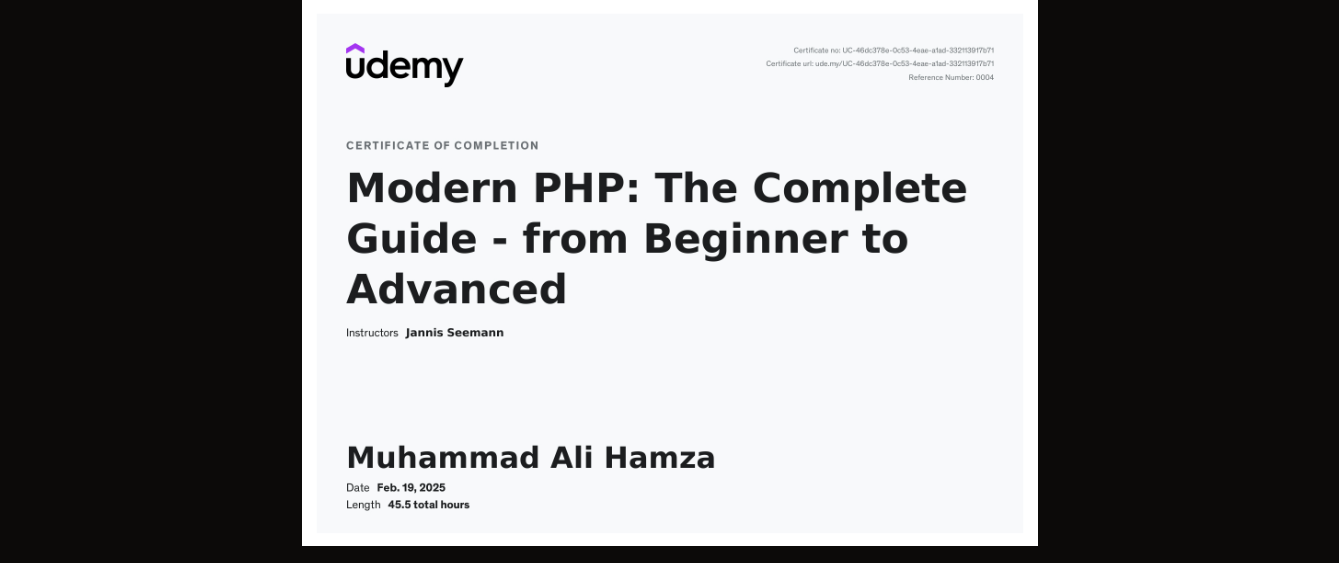 udemy
Certificate no: UC-46dc378e-0c53-4eae-a1ad-332113917b71
Certificate url: ude.my/UC-46dc378e-0c53-4eae-a1ad-332113917b71
Reference Number: 0004
CERTIFICATE OF COMPLETION
Modern PHP: The Complete
Guide - from Beginner to
Advanced
Instructors Jannis Seemann
Muhammad Ali Hamza
Date Feb. 19, 2025
Length 45.5 total hours